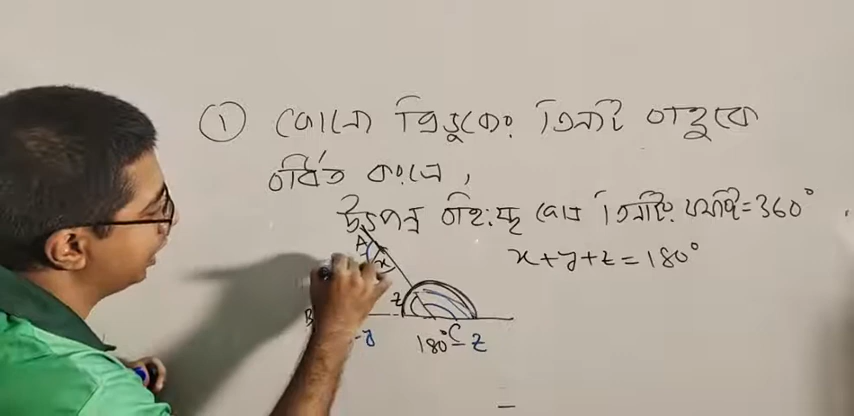 ① কোনো ত্রিভুজের তিনটি বাহুকে
বর্ধিত করলে,
উৎপন্ন বহিঃস্থ কোণ তিনটির সমষ্টি=360°
x+y+z=180°
A
x
z
B
-y
180°-z
C